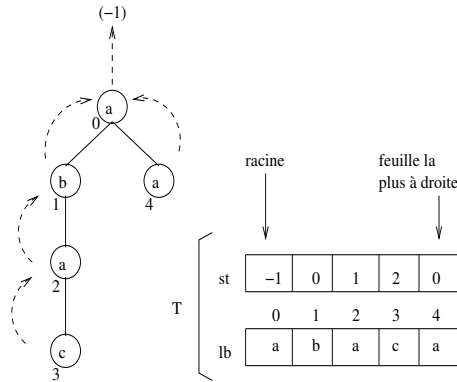 (−1)
a
0
b
1
a
4
a
2
c
3
racine
feuille la
plus à droite
T
st
−1 0 1 2 0
0 1 2 3 4
lb
a b a c a